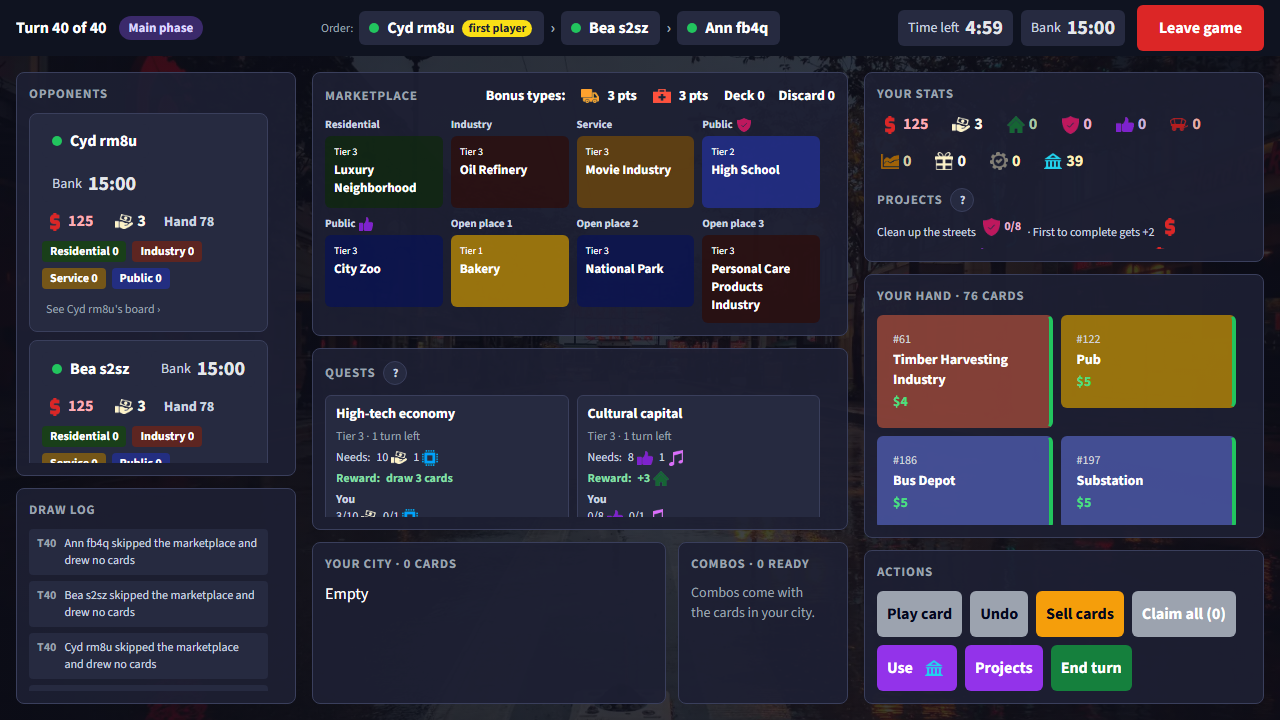 Turn 40 of 40 Main phase Order: Cyd rm8u first player › Bea s2sz › Ann fb4q Time left 4:59 Bank 15:00 Leave game
OPPONENTS
Cyd rm8u
Bank 15:00
125 3 Hand 78
Residential 0 Industry 0
Service 0 Public 0
See Cyd rm8u's board ›
Bea s2sz Bank 15:00
125 3 Hand 78
Residential 0 Industry 0
Service 0 Public 0
DRAW LOG
T40 Ann fb4q skipped the marketplace and
drew no cards
T40 Bea s2sz skipped the marketplace and
drew no cards
T40 Cyd rm8u skipped the marketplace
and drew no cards
MARKETPLACE Bonus types: 3 pts 3 pts Deck 0 Discard 0
Residential Industry Service Public
Tier 3
Luxury
Neighborhood
Tier 3
Oil Refinery
Tier 3
Movie Industry
Tier 2
High School
Public Open place 1 Open place 2 Open place 3
Tier 3
City Zoo
Tier 1
Bakery
Tier 3
National Park
Tier 3
Personal Care
Products
Industry
QUESTS ?
High-tech economy
Tier 3 · 1 turn left
Needs: 10 1
Reward: draw 3 cards
You
3/10 0/1
Cultural capital
Tier 3 · 1 turn left
Needs: 8 1
Reward: +3
You
0/8 0/1
YOUR CITY · 0 CARDS
Empty
COMBOS · 0 READY
Combos come with
the cards in your city.
YOUR STATS
125 3 0 0 0 0
0 0 0 39
PROJECTS ?
Clean up the streets 0/8 · First to complete gets +2
YOUR HAND · 76 CARDS
#61
Timber Harvesting
Industry
$4
#122
Pub
$5
#186
Bus Depot
$5
#197
Substation
$5
ACTIONS
Play card Undo Sell cards Claim all (0)
Use Projects End turn